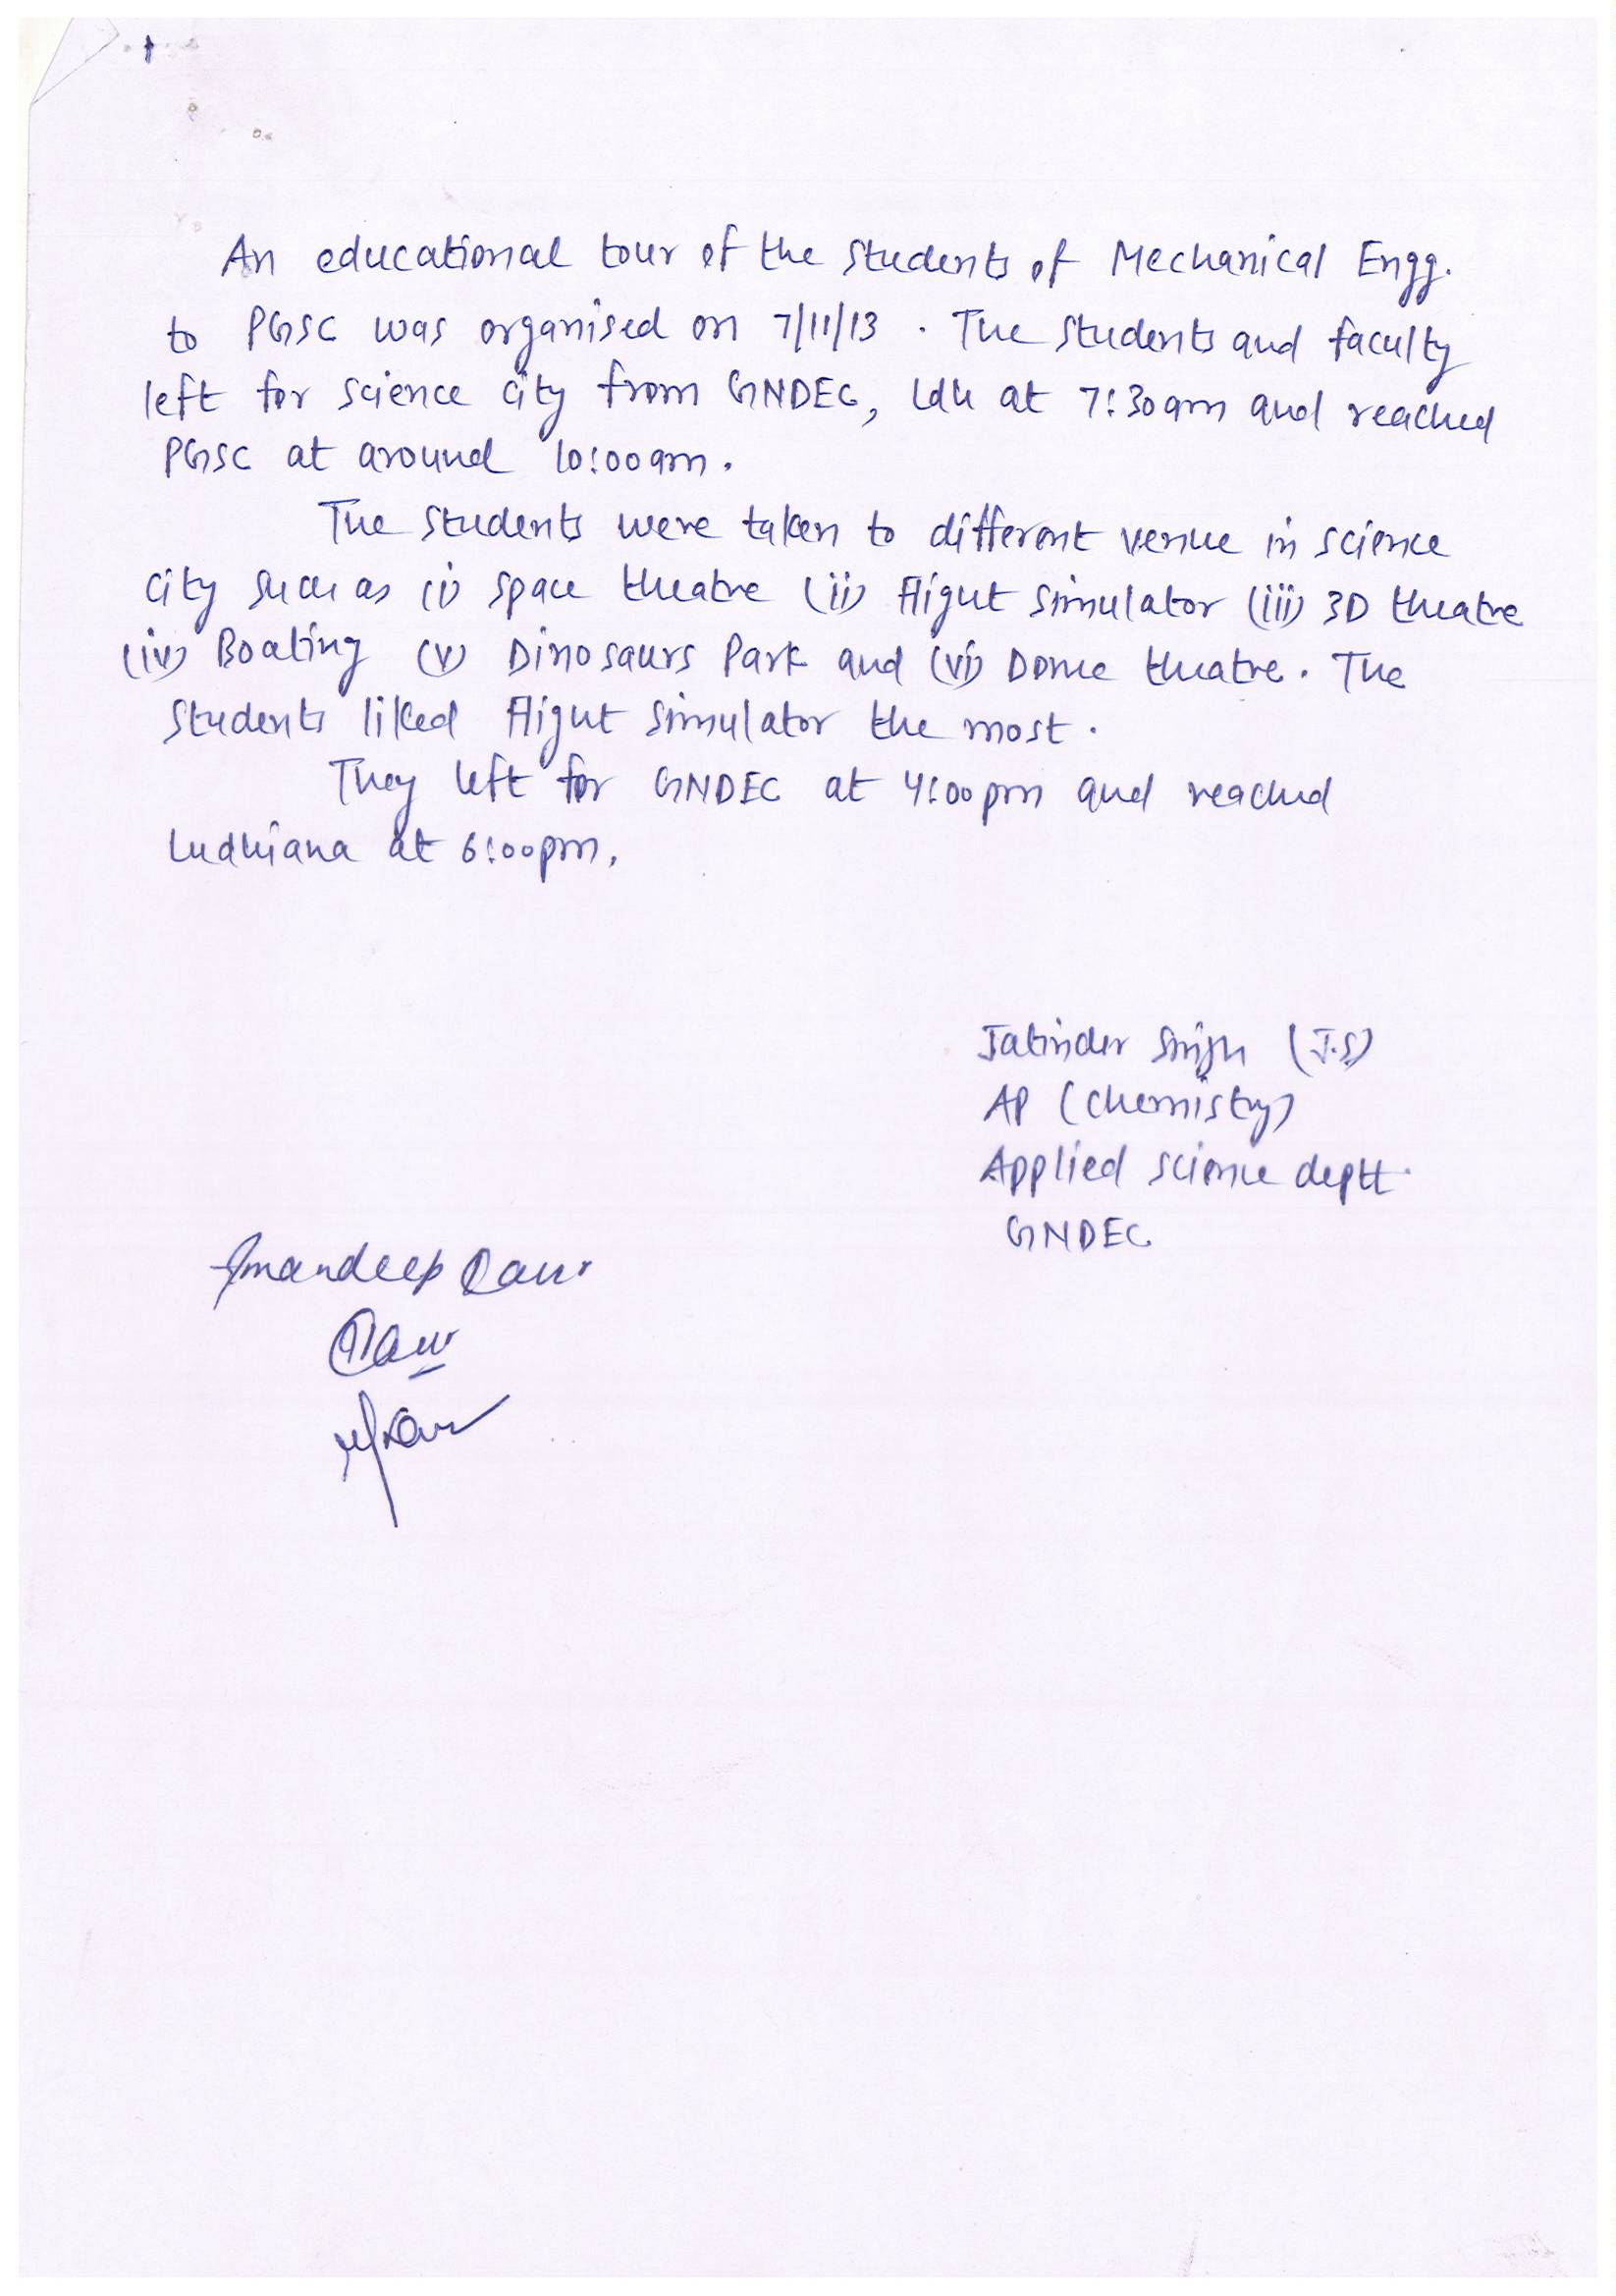 An educational tour of the students of Mechanical Engg.
to PGSC was organised on 7/11/13 . The students and faculty
left for science city from GNDEC, Ldh at 7:30am and reached
PGSC at around 10:00am.
The students were taken to different venue in science
city such as (i) space theatre (ii) flight simulator (iii) 3D theatre
(iv) Boating (v) Dinosaurs Park and (vi) Dome theatre. The
students liked flight simulator the most.
They left for GNDEC at 4:00pm and reached
Ludhiana at 6:00pm.
Jatinder Singh (J.S)
AP (Chemistry)
Applied science deptt.
GNDEC
Amandeep Kaur
Kaur